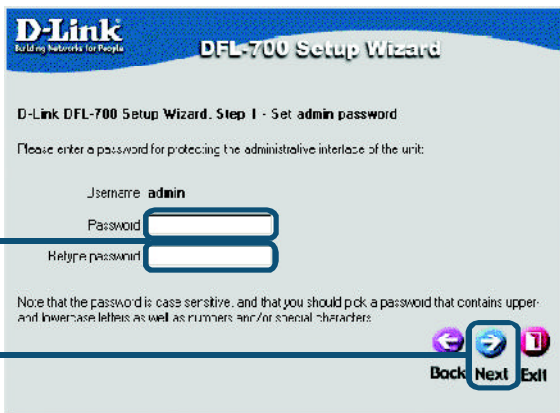 D-Link
Building Networks for People
DFL-700 Setup Wizard
D-Link DFL-700 Setup Wizard. Step 1 - Set admin password
Please enter a password for protecting the administrative interface of the unit:
Username admin
Password
Retype password
Note that the password is case sensitive, and that you should pick a password that contains upper-
and lowercase letters as well as numbers and/or special characters
Back Next Exit